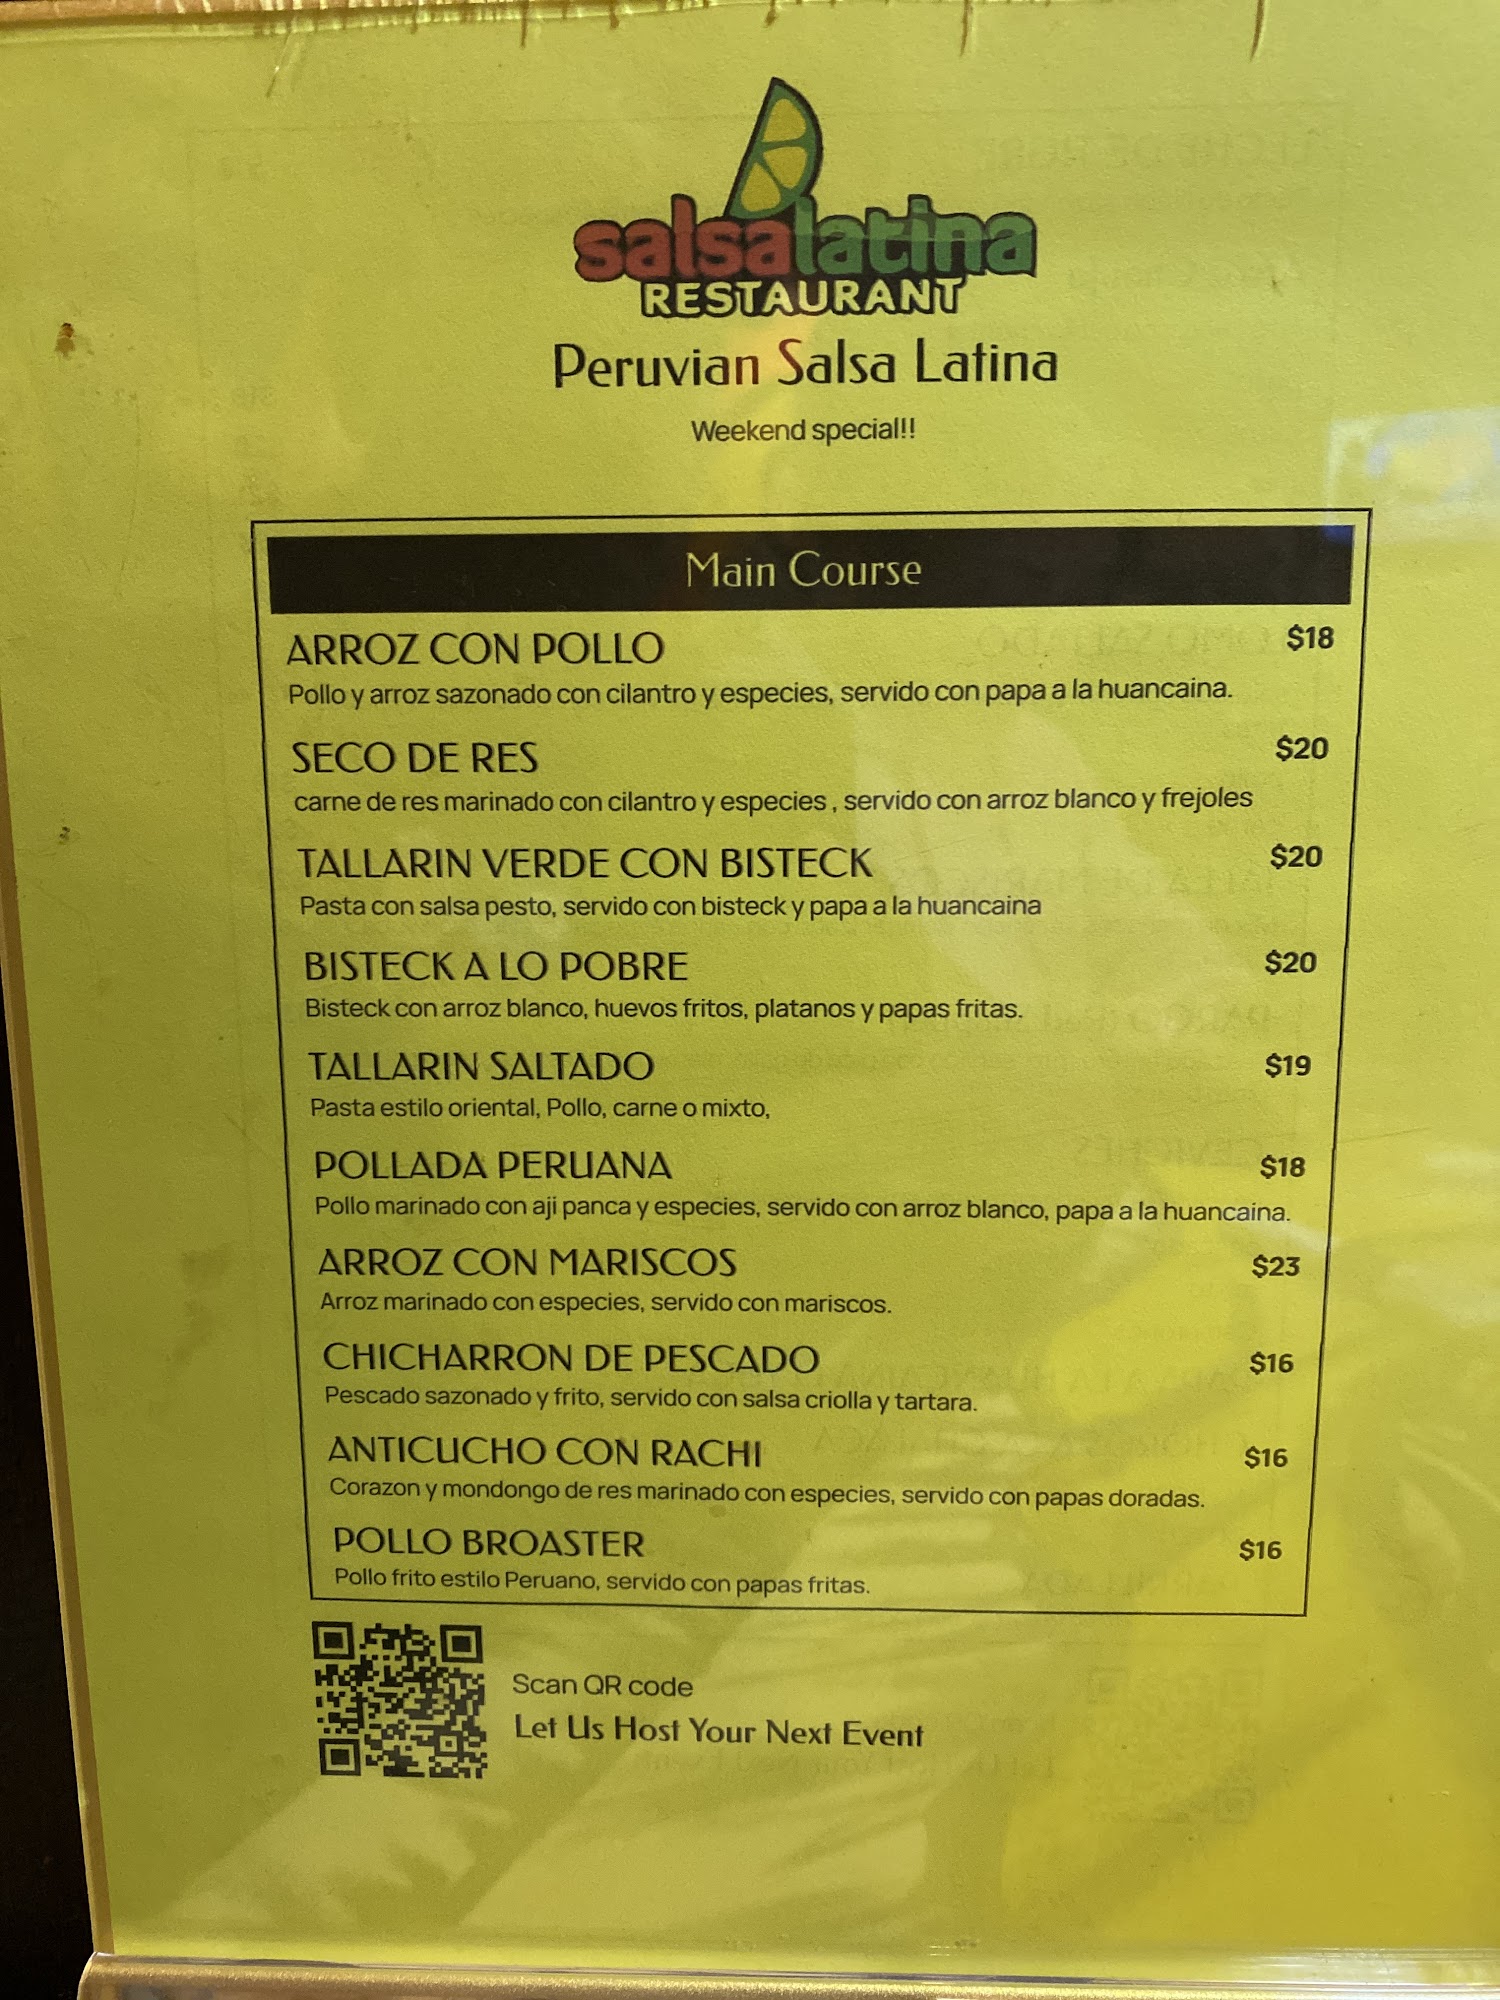 salsalatina
RESTAURANT
Peruvian Salsa Latina
Weekend special!!
Main Course
ARROZ CON POLLO $18
Pollo y arroz sazonado con cilantro y especies, servido con papa a la huancaina.
SECO DE RES $20
carne de res marinado con cilantro y especies , servido con arroz blanco y frejoles
TALLARIN VERDE CON BISTECK $20
Pasta con salsa pesto, servido con bisteck y papa a la huancaina
BISTECK A LO POBRE $20
Bisteck con arroz blanco, huevos fritos, platanos y papas fritas.
TALLARIN SALTADO $19
Pasta estilo oriental, Pollo, carne o mixto,
POLLADA PERUANA $18
Pollo marinado con aji panca y especies, servido con arroz blanco, papa a la huancaina.
ARROZ CON MARISCOS $23
Arroz marinado con especies, servido con mariscos.
CHICHARRON DE PESCADO $16
Pescado sazonado y frito, servido con salsa criolla y tartara.
ANTICUCHO CON RACHI $16
Corazon y mondongo de res marinado con especies, servido con papas doradas.
POLLO BROASTER $16
Pollo frito estilo Peruano, servido con papas fritas.
Scan QR code
Let Us Host Your Next Event